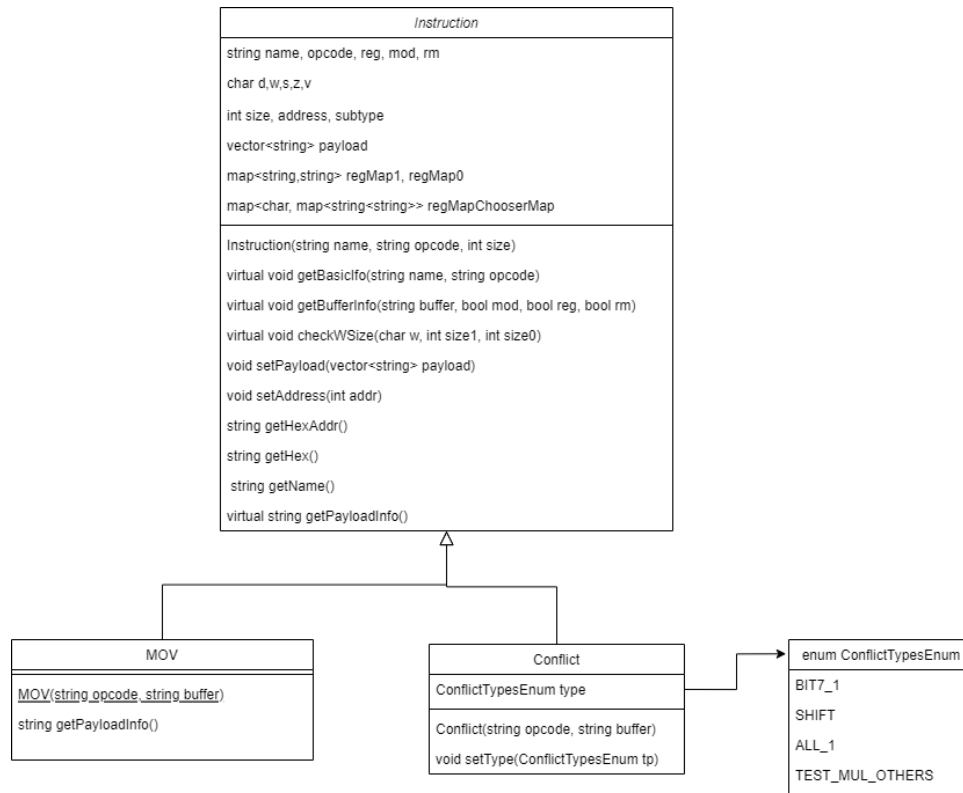 Instruction
string name, opcode, reg, mod, rm
char d,w,s,z,v
int size, address, subtype
vector<string> payload
map<string,string> regMap1, regMap0
map<char, map<string<string>> regMapChooserMap
Instruction(string name, string opcode, int size)
virtual void getBasicIfo(string name, string opcode)
virtual void getBufferInfo(string buffer, bool mod, bool reg, bool rm)
virtual void checkWSize(char w, int size1, int size0)
void setPayload(vector<string> payload)
void setAddress(int addr)
string getHexAddr()
string getHex()
string getName()
virtual string getPayloadInfo()
MOV
MOV(string opcode, string buffer)
string getPayloadInfo()
Conflict
ConflictTypesEnum type
Conflict(string opcode, string buffer)
void setType(ConflictTypesEnum tp)
enum ConflictTypesEnum
BIT7_1
SHIFT
ALL_1
TEST_MUL_OTHERS